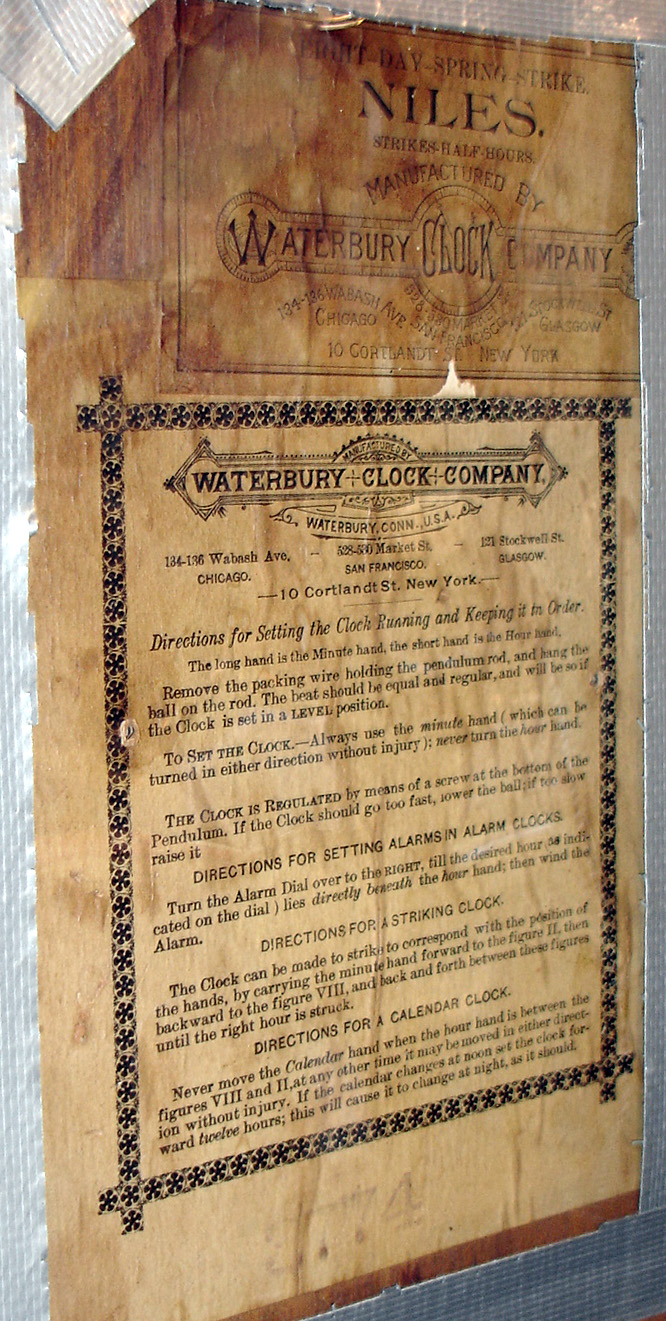 EIGHT-DAY-SPRING-STRIKE.
NILES.
STRIKES-HALF-HOURS.
MANUFACTURED BY
WATERBURY CLOCK COMPANY
134-136 WABASH AVE. 528-530 MARKET ST. STOCKWELL ST
CHICAGO SAN FRANCISCO GLASGOW
10 CORTLANDT ST NEW YORK
MANUFACTURED BY
WATERBURY CLOCK COMPANY,
WATERBURY, CONN., U.S.A.
134-136 Wabash Ave, – 528-530 Market St. – 121 Stockwell St.
CHICAGO. SAN FRANCISCO. GLASGOW.
—10 Cortlandt St. New York.—
Directions for Setting the Clock Running and Keeping it in Order.
The long hand is the Minute hand, the short hand is the Hour hand.
Remove the packing wire holding the pendulum rod, and hang the
ball on the rod. The beat should be equal and regular, and will be so if
the Clock is set in a LEVEL position.
TO SET THE CLOCK.—Always use the minute hand ( which can be
turned in either direction without injury ); never turn the hour hand.
THE CLOCK IS REGULATED by means of a screw at the bottom of the
Pendulum. If the Clock should go too fast, lower the ball; if too slow
raise it
DIRECTIONS FOR SETTING ALARMS IN ALARM CLOCKS.
Turn the Alarm Dial over to the RIGHT, till the desired hour as indi-
cated on the dial ) lies directly beneath the hour hand; then wind the
Alarm.
DIRECTIONS FOR A STRIKING CLOCK.
The Clock can be made to strike to correspond with the position of
the hands, by carrying the minute hand forward to the figure II, then
backward to the figure VIII, and back and forth between these figures
until the right hour is struck.
DIRECTIONS FOR A CALENDAR CLOCK.
Never move the Calendar hand when the hour hand is between the
figures VIII and II, at any other time it may be moved in either direct-
ion without injury. If the calendar changes at noon set the clock for-
ward twelve hours; this will cause it to change at night, as it should.